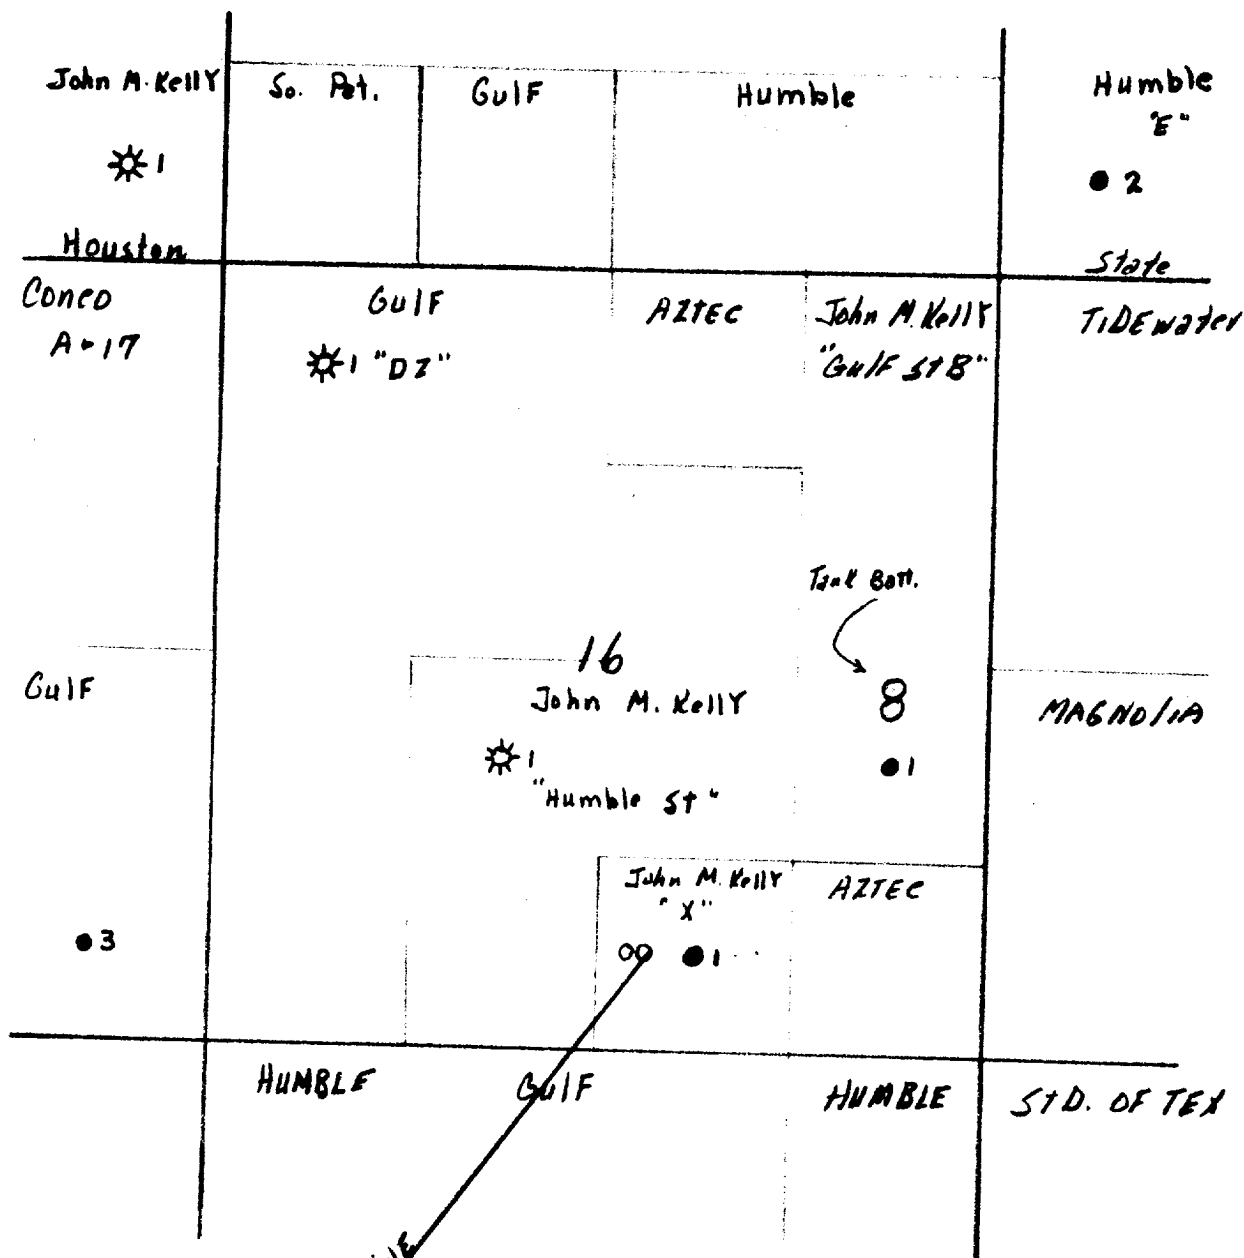 John M. Kelly So. Pet. Gulf Humble Humble
"E"
1
2
Houston
State
Conco Gulf AZTEC John M. Kelly TIDEwater
A-17 1 "DZ" "Gulf St B"
Tank Batt.
16
Gulf John M. Kelly MAGNOliA
1 1
"Humble St"
John M. Kelly AZTEC
"X"
3 1
HUMBLE Gulf HUMBLE STD. OF TEX